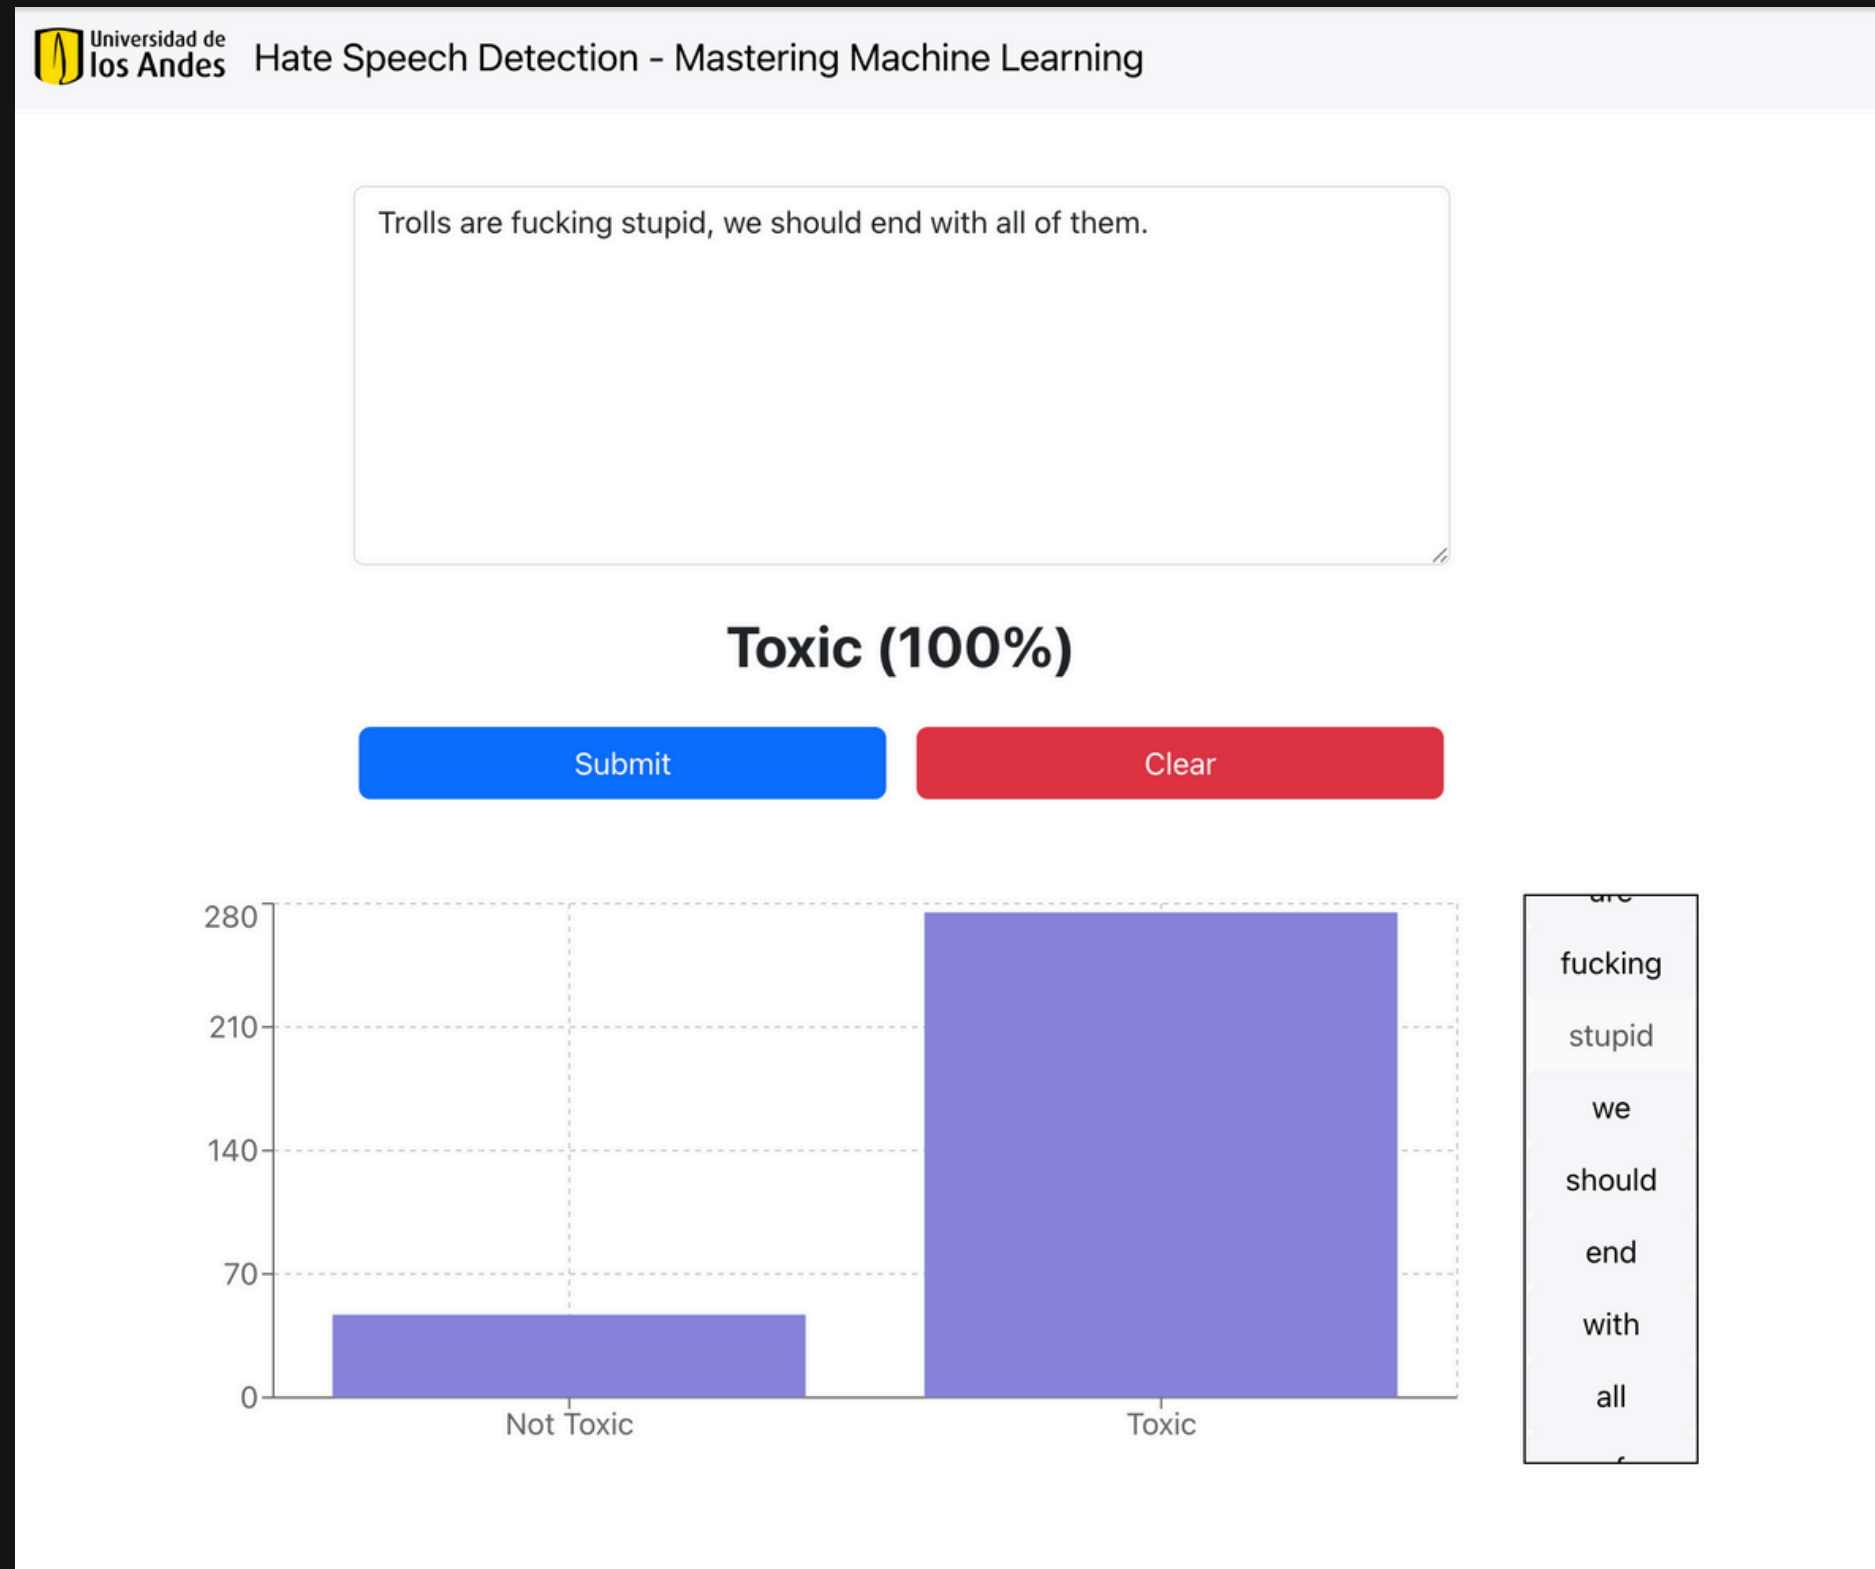 Universidad de
los Andes
Hate Speech Detection - Mastering Machine Learning
Trolls are fucking stupid, we should end with all of them.
Toxic (100%)
Submit
Clear
280
210
140
70
0
Not Toxic
Toxic
fucking
stupid
we
should
end
with
all